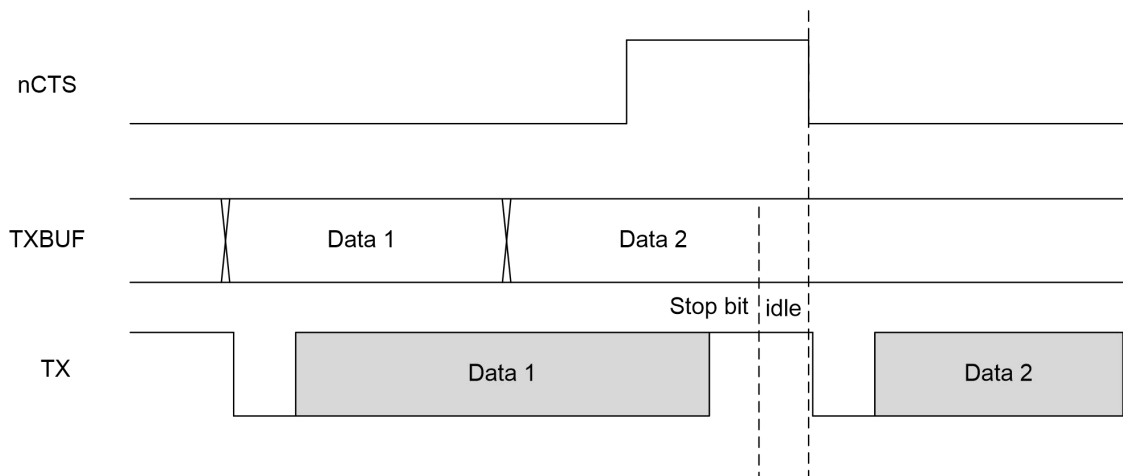 nCTS
TXBUF
Data 1
Data 2
Stop bit
idle
TX
Data 1
Data 2